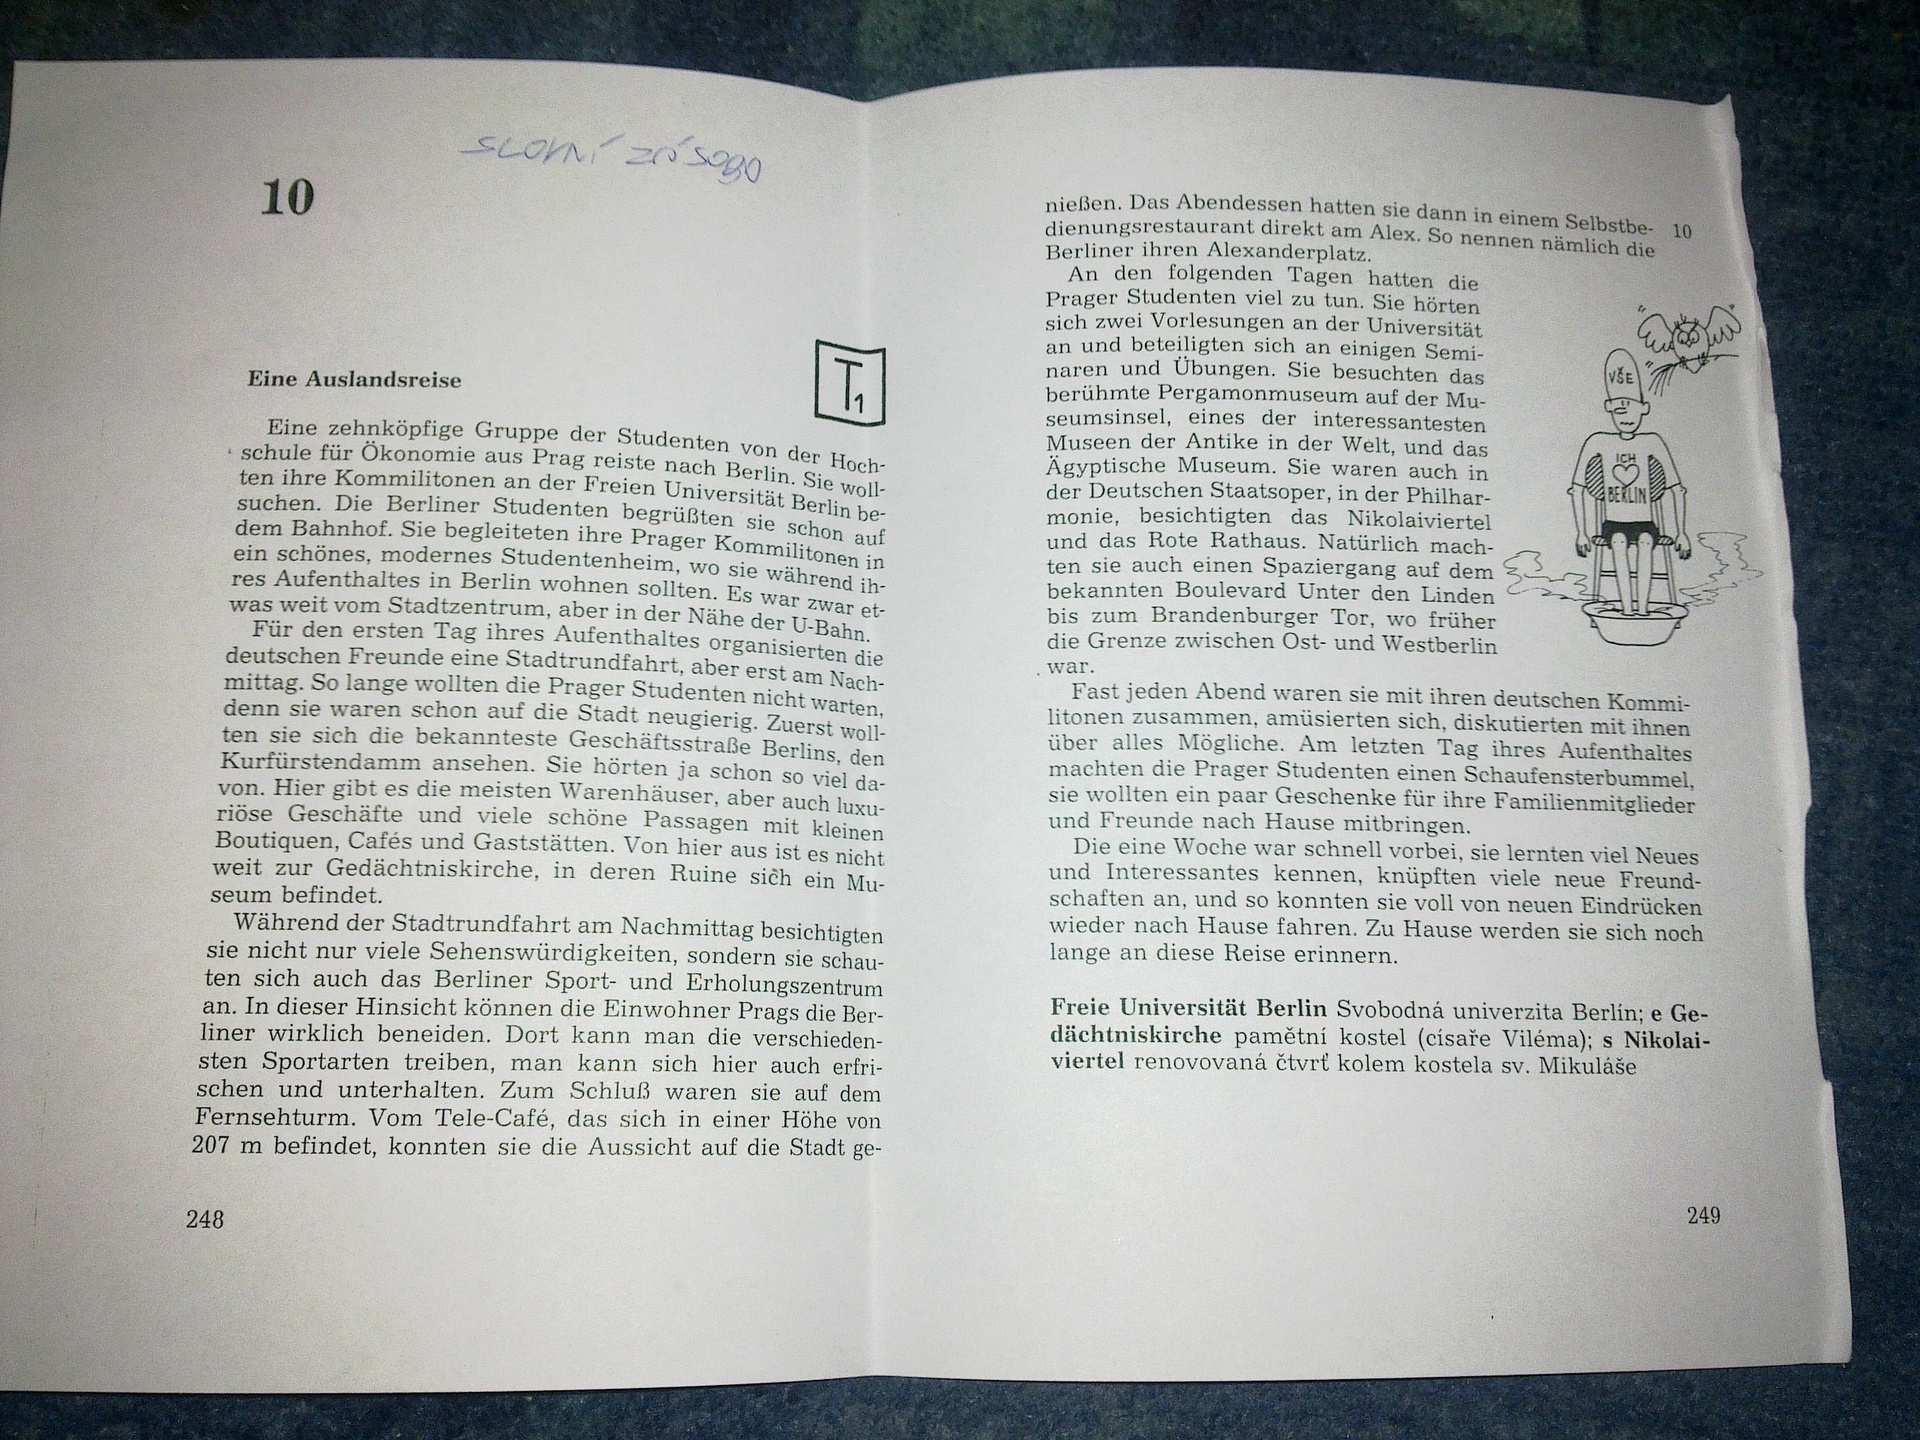 slovní zásoba
10
Eine Auslandsreise
T1
Eine zehnköpfige Gruppe der Studenten von der Hoch-
schule für Ökonomie aus Prag reiste nach Berlin. Sie woll-
ten ihre Kommilitonen an der Freien Universität Berlin be-
suchen. Die Berliner Studenten begrüßten sie schon auf
dem Bahnhof. Sie begleiteten ihre Prager Kommilitonen in
ein schönes, modernes Studentenheim, wo sie während ih-
res Aufenthaltes in Berlin wohnen sollten. Es war zwar et-
was weit vom Stadtzentrum, aber in der Nähe der U-Bahn.
Für den ersten Tag ihres Aufenthaltes organisierten die
deutschen Freunde eine Stadtrundfahrt, aber erst am Nach-
mittag. So lange wollten die Prager Studenten nicht warten,
denn sie waren schon auf die Stadt neugierig. Zuerst woll-
ten sie sich die bekannteste Geschäftsstraße Berlins, den
Kurfürstendamm ansehen. Sie hörten ja schon so viel da-
von. Hier gibt es die meisten Warenhäuser, aber auch luxu-
riöse Geschäfte und viele schöne Passagen mit kleinen
Boutiquen, Cafés und Gaststätten. Von hier aus ist es nicht
weit zur Gedächtniskirche, in deren Ruine sich ein Mu-
seum befindet.
Während der Stadtrundfahrt am Nachmittag besichtigten
sie nicht nur viele Sehenswürdigkeiten, sondern sie schau-
ten sich auch das Berliner Sport- und Erholungszentrum
an. In dieser Hinsicht können die Einwohner Prags die Ber-
liner wirklich beneiden. Dort kann man die verschieden-
sten Sportarten treiben, man kann sich hier auch erfri-
schen und unterhalten. Zum Schluß waren sie auf dem
Fernsehturm. Vom Tele-Café, das sich in einer Höhe von
207 m befindet, konnten sie die Aussicht auf die Stadt ge-
248
nießen. Das Abendessen hatten sie dann in einem Selbstbe-
10
dienungsrestaurant direkt am Alex. So nennen nämlich die
Berliner ihren Alexanderplatz.
An den folgenden Tagen hatten die
Prager Studenten viel zu tun. Sie hörten
sich zwei Vorlesungen an der Universität
an und beteiligten sich an einigen Semi-
naren und Übungen. Sie besuchten das
berühmte Pergamonmuseum auf der Mu-
seumsinsel, eines der interessantesten
Museen der Antike in der Welt, und das
Ägyptische Museum. Sie waren auch in
der Deutschen Staatsoper, in der Philhar-
monie, besichtigten das Nikolaiviertel
und das Rote Rathaus. Natürlich mach-
ten sie auch einen Spaziergang auf dem
bekannten Boulevard Unter den Linden
bis zum Brandenburger Tor, wo früher
die Grenze zwischen Ost- und Westberlin
war.
VŠE
ICH
BERLIN
Fast jeden Abend waren sie mit ihren deutschen Kommi-
litonen zusammen, amüsierten sich, diskutierten mit ihnen
über alles Mögliche. Am letzten Tag ihres Aufenthaltes
machten die Prager Studenten einen Schaufensterbummel,
sie wollten ein paar Geschenke für ihre Familienmitglieder
und Freunde nach Hause mitbringen.
Die eine Woche war schnell vorbei, sie lernten viel Neues
und Interessantes kennen, knüpften viele neue Freund-
schaften an, und so konnten sie voll von neuen Eindrücken
wieder nach Hause fahren. Zu Hause werden sie sich noch
lange an diese Reise erinnern.
Freie Universität Berlin Svobodná univerzita Berlín; e Ge-
dächtniskirche pamětní kostel (císaře Viléma); s Nikolai-
viertel renovovaná čtvrť kolem kostela sv. Mikuláše
249